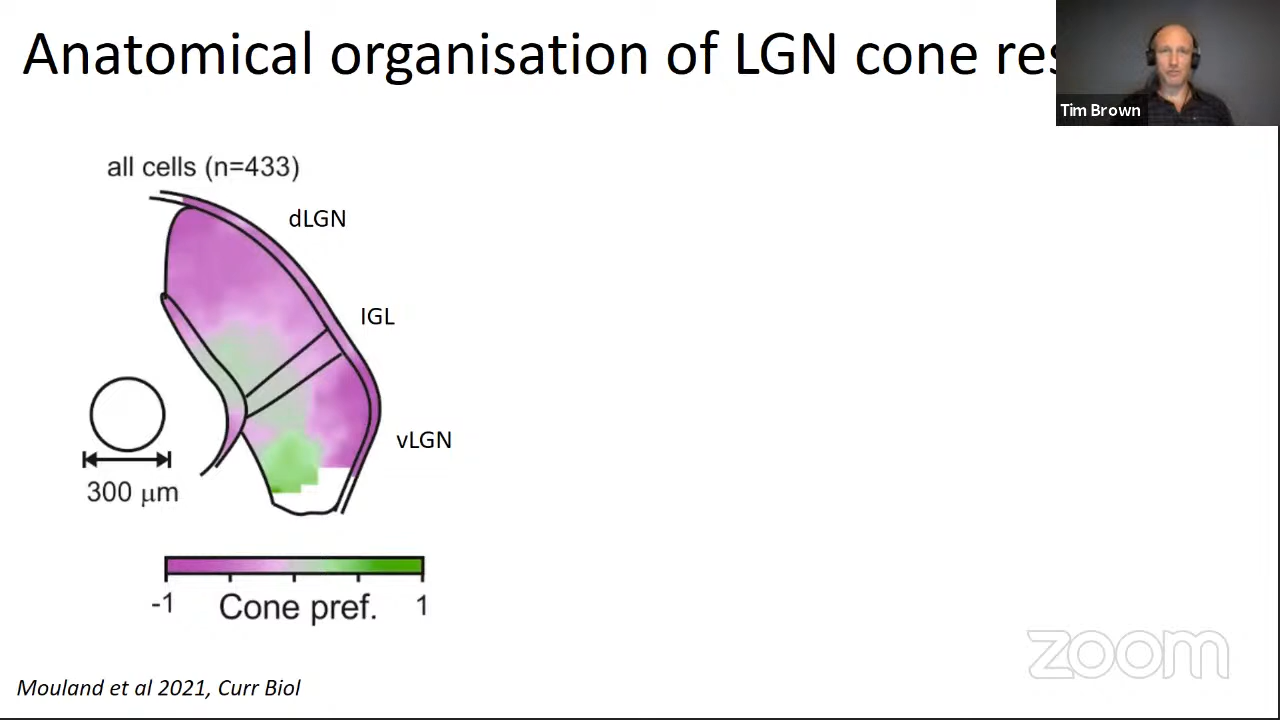 Anatomical organisation of LGN cone res
Tim Brown
all cells (n=433)
dLGN
IGL
vLGN
300 μm
-1 Cone pref. 1
Mouland et al 2021, Curr Biol
zoom